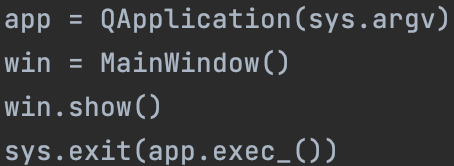 app = QApplication(sys.argv)
win = MainWindow()
win.show()
sys.exit(app.exec_())